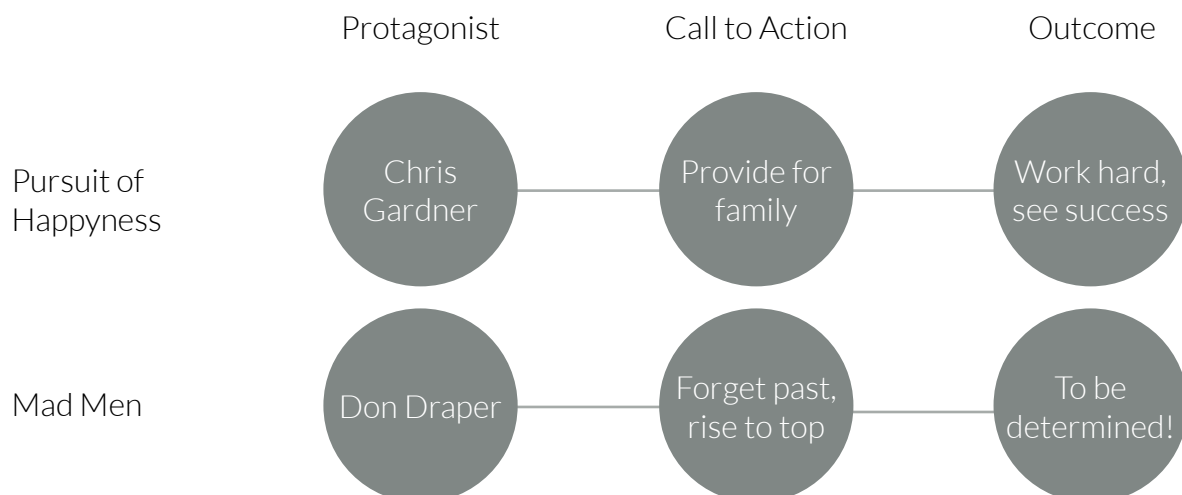 Protagonist
Call to Action
Outcome
Pursuit of
Happyness
Chris
Gardner
Provide for
family
Work hard,
see success
Mad Men
Don Draper
Forget past,
rise to top
To be
determined!